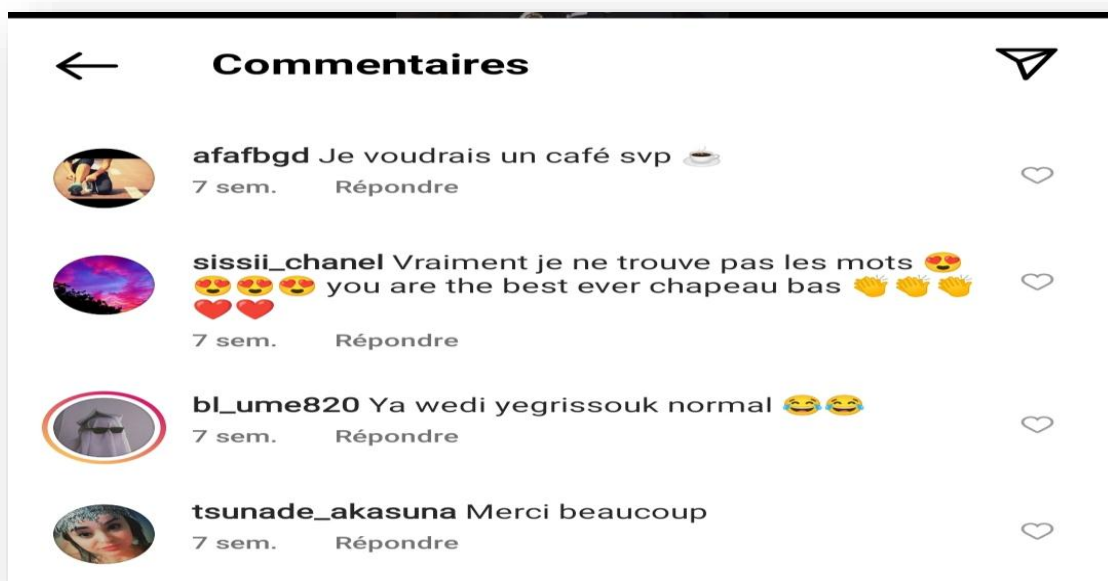 Commentaires
afafbgd Je voudrais un café svp ☕
7 sem. Répondre
sissii_chanel Vraiment je ne trouve pas les mots 😍
😍😍😍 you are the best ever chapeau bas 👏👏👏
❤️❤️
7 sem. Répondre
bl_ume820 Ya wedi yegrissouk normal 😂😂
7 sem. Répondre
tsunade_akasuna Merci beaucoup
7 sem. Répondre